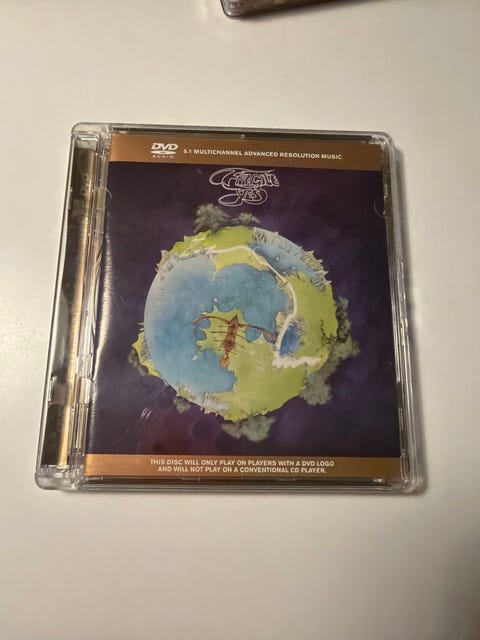 DVD
AUDIO
5.1 MULTICHANNEL ADVANCED RESOLUTION MUSIC
FRAGILE
YES
THIS DISC WILL ONLY PLAY ON PLAYERS WITH A DVD LOGO
AND WILL NOT PLAY ON A CONVENTIONAL CD PLAYER.